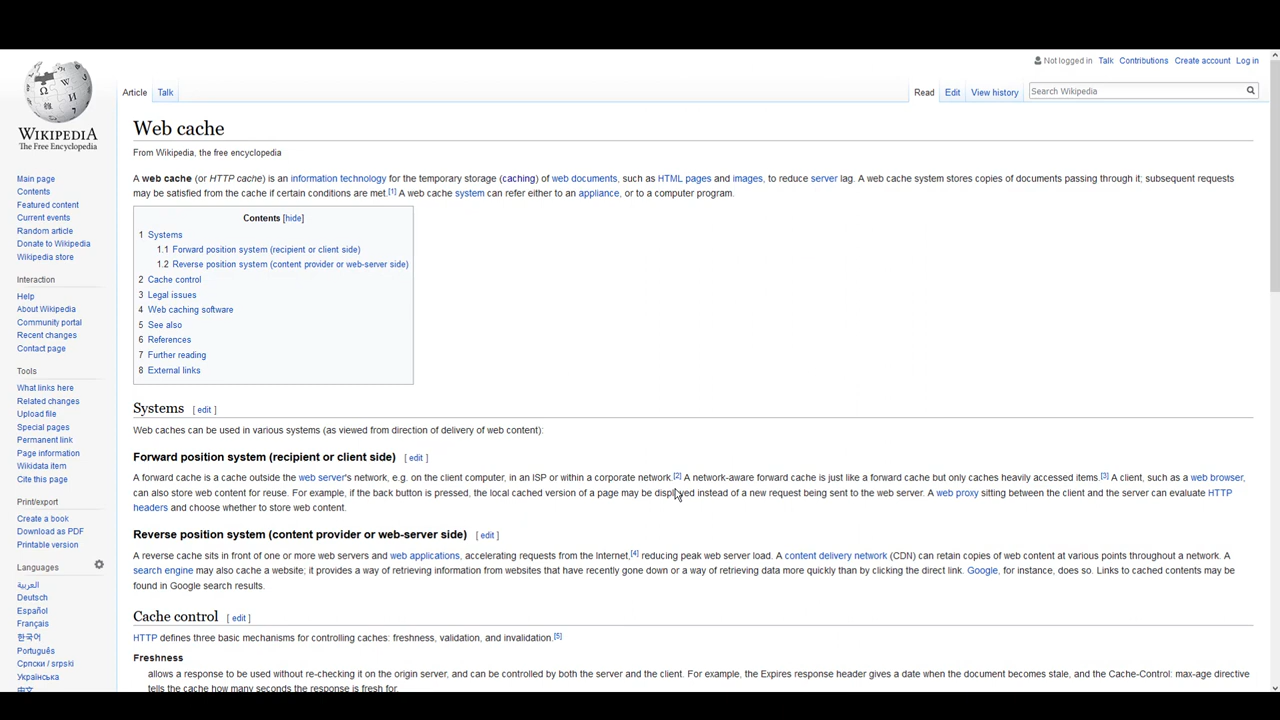 Not logged in Talk Contributions Create account Log in
Article Talk Read Edit View history Search Wikipedia
WIKIPEDIA
The Free Encyclopedia
Main page
Contents
Featured content
Current events
Random article
Donate to Wikipedia
Wikipedia store
Interaction
Help
About Wikipedia
Community portal
Recent changes
Contact page
Tools
What links here
Related changes
Upload file
Special pages
Permanent link
Page information
Wikidata item
Cite this page
Print/export
Create a book
Download as PDF
Printable version
Languages
العربية
Deutsch
Español
Français
한국어
Português
Српски / srpski
Українська
中文
Web cache
From Wikipedia, the free encyclopedia
A web cache (or HTTP cache) is an information technology for the temporary storage (caching) of web documents, such as HTML pages and images, to reduce server lag. A web cache system stores copies of documents passing through it; subsequent requests
may be satisfied from the cache if certain conditions are met.[1] A web cache system can refer either to an appliance, or to a computer program.
Contents [hide]
1 Systems
1.1 Forward position system (recipient or client side)
1.2 Reverse position system (content provider or web-server side)
2 Cache control
3 Legal issues
4 Web caching software
5 See also
6 References
7 Further reading
8 External links
Systems [ edit ]
Web caches can be used in various systems (as viewed from direction of delivery of web content):
Forward position system (recipient or client side) [ edit ]
A forward cache is a cache outside the web server's network, e.g. on the client computer, in an ISP or within a corporate network.[2] A network-aware forward cache is just like a forward cache but only caches heavily accessed items.[3] A client, such as a web browser,
can also store web content for reuse. For example, if the back button is pressed, the local cached version of a page may be displayed instead of a new request being sent to the web server. A web proxy sitting between the client and the server can evaluate HTTP
headers and choose whether to store web content.
Reverse position system (content provider or web-server side) [ edit ]
A reverse cache sits in front of one or more web servers and web applications, accelerating requests from the Internet,[4] reducing peak web server load. A content delivery network (CDN) can retain copies of web content at various points throughout a network. A
search engine may also cache a website; it provides a way of retrieving information from websites that have recently gone down or a way of retrieving data more quickly than by clicking the direct link. Google, for instance, does so. Links to cached contents may be
found in Google search results.
Cache control [ edit ]
HTTP defines three basic mechanisms for controlling caches: freshness, validation, and invalidation.[5]
Freshness
allows a response to be used without re-checking it on the origin server, and can be controlled by both the server and the client. For example, the Expires response header gives a date when the document becomes stale, and the Cache-Control: max-age directive
tells the cache how many seconds the response is fresh for.